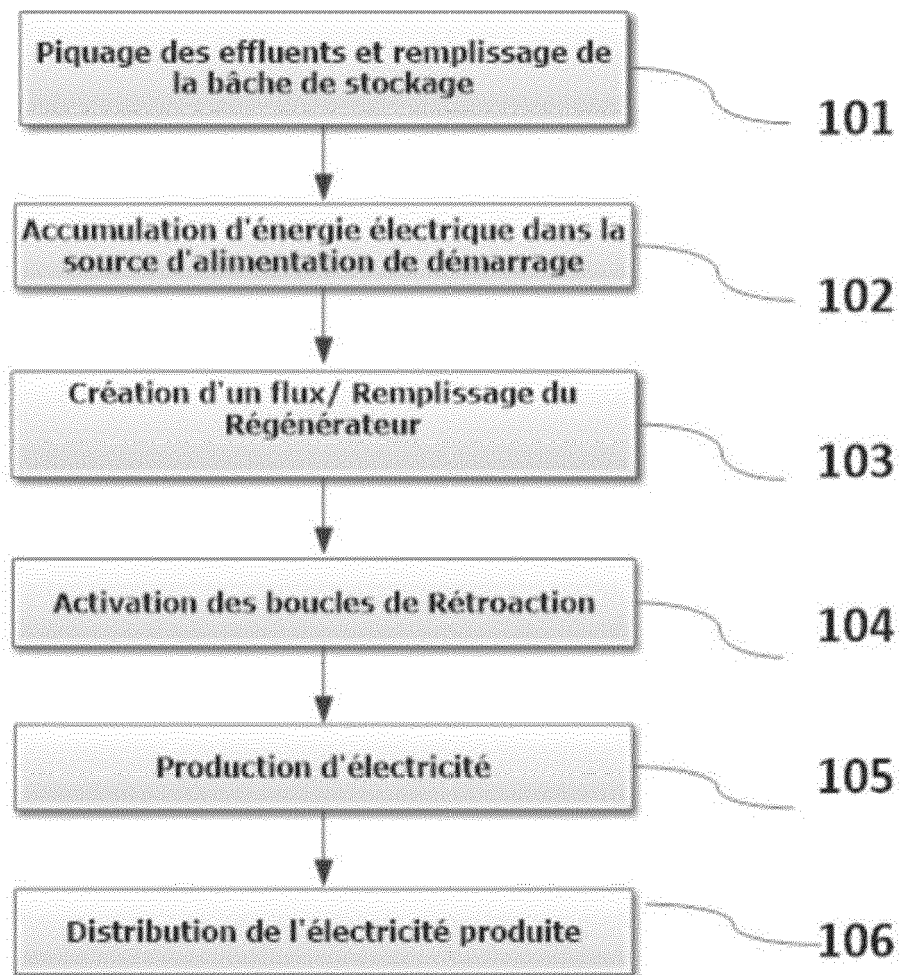 Piquage des effluents et remplissage de
la bâche de stockage
101
Accumulation d'énergie électrique dans la
source d'alimentation de démarrage
102
Création d'un flux/ Remplissage du
Régénérateur
103
Activation des boucles de Rétroaction
104
Production d'électricité
105
Distribution de l'électricité produite
106